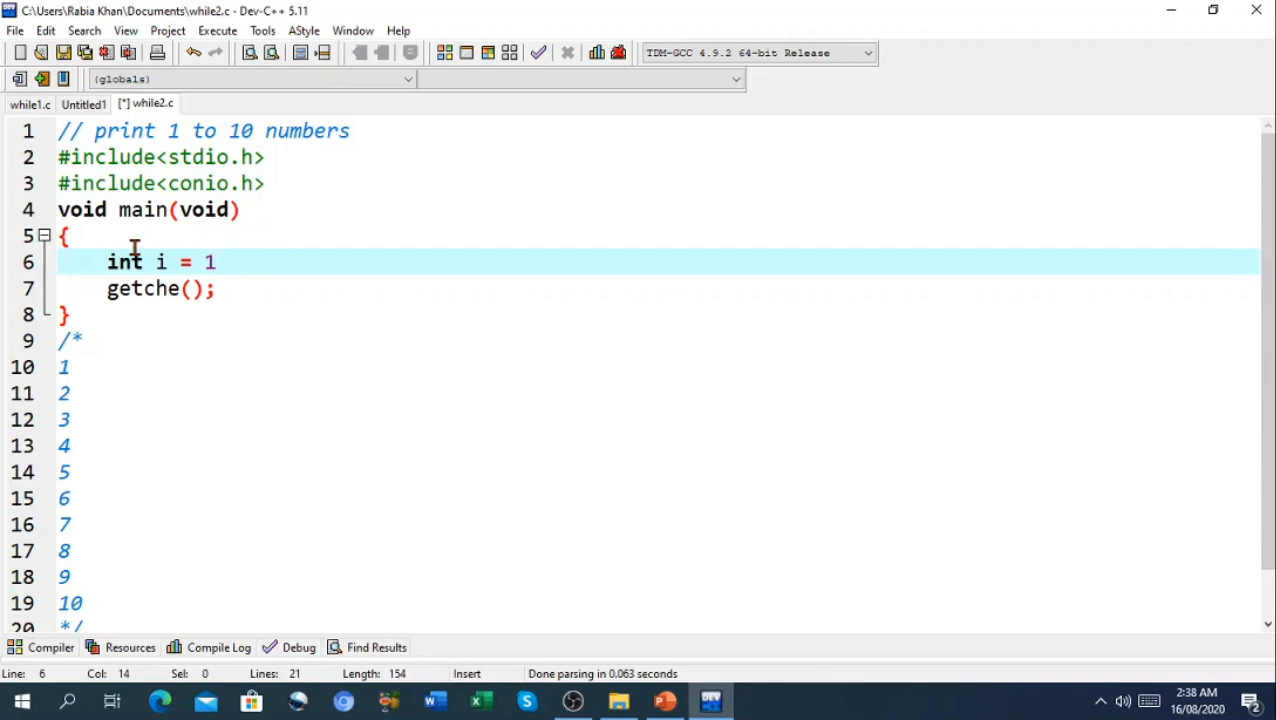 C:\Users\Rabia Khan\Documents\while2.c - Dev-C++ 5.11
File Edit Search View Project Execute Tools AStyle Window Help
TDM-GCC 4.9.2 64-bit Release
(globals)
while1.c Untitled1 [*] while2.c
1 // print 1 to 10 numbers
2 #include<stdio.h>
3 #include<conio.h>
4 void main(void)
5 {
6 int i = 1
7 getche();
8 }
9 /*
10 1
11 2
12 3
13 4
14 5
15 6
16 7
17 8
18 9
19 10
20 */
Compiler Resources Compile Log Debug Find Results
Line: 6 Col: 14 Sel: 0 Lines: 21 Length: 154 Insert Done parsing in 0.063 seconds
DEV 2:38 AM
16/08/2020 2